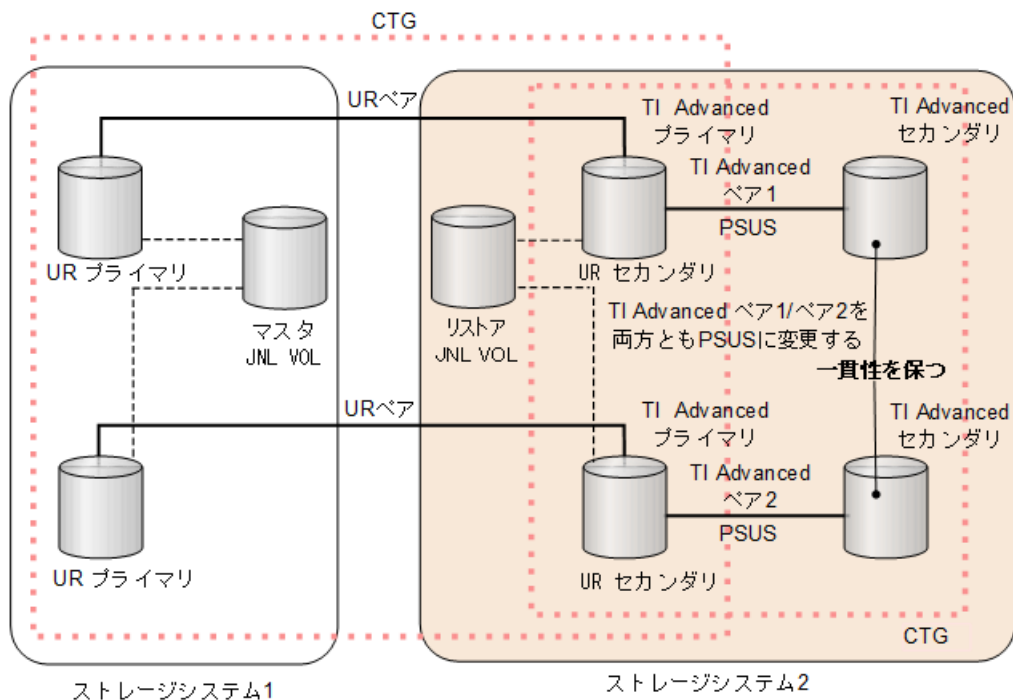 CTG
URペア
TI Advanced
プライマリ
TI Advanced
セカンダリ
TI Advanced
ペア1
PSUS
UR プライマリ
マスタ
JNL VOL
リストア
JNL VOL
UR セカンダリ
TI Advanced ペア1/ペア2を
両方ともPSUSに変更する
一貫性を保つ
URペア
TI Advanced
プライマリ
TI Advanced
セカンダリ
TI Advanced
ペア2
PSUS
UR プライマリ
UR セカンダリ
CTG
ストレージシステム1
ストレージシステム2